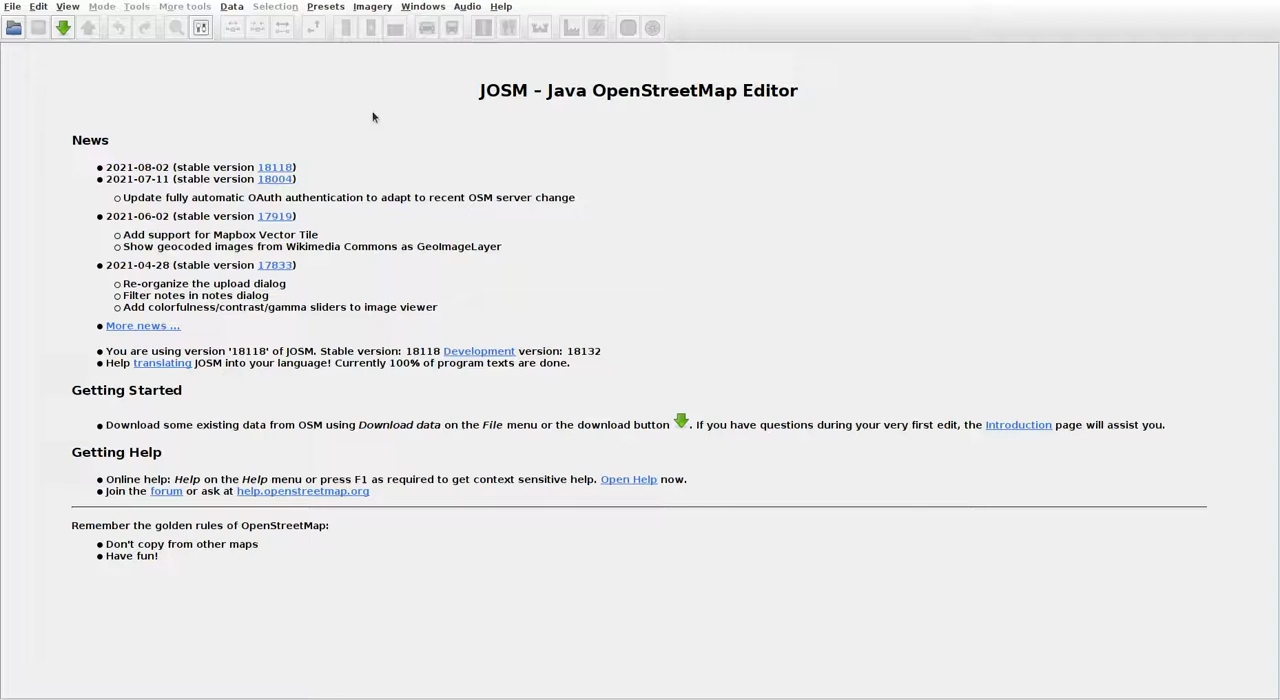 File Edit View Mode Tools More tools Data Selection Presets Imagery Windows Audio Help
JOSM – Java OpenStreetMap Editor
News
● 2021-08-02 (stable version 18118)
● 2021-07-11 (stable version 18004)
○ Update fully automatic OAuth authentication to adapt to recent OSM server change
● 2021-06-02 (stable version 17919)
○ Add support for Mapbox Vector Tile
○ Show geocoded images from Wikimedia Commons as GeoImageLayer
● 2021-04-28 (stable version 17833)
○ Re-organize the upload dialog
○ Filter notes in notes dialog
○ Add colorfulness/contrast/gamma sliders to image viewer
● More news ...
● You are using version '18118' of JOSM. Stable version: 18118 Development version: 18132
● Help translating JOSM into your language! Currently 100% of program texts are done.
Getting Started
● Download some existing data from OSM using Download data on the File menu or the download button . If you have questions during your very first edit, the Introduction page will assist you.
Getting Help
● Online help: Help on the Help menu or press F1 as required to get context sensitive help. Open Help now.
● Join the forum or ask at help.openstreetmap.org
Remember the golden rules of OpenStreetMap:
● Don't copy from other maps
● Have fun!